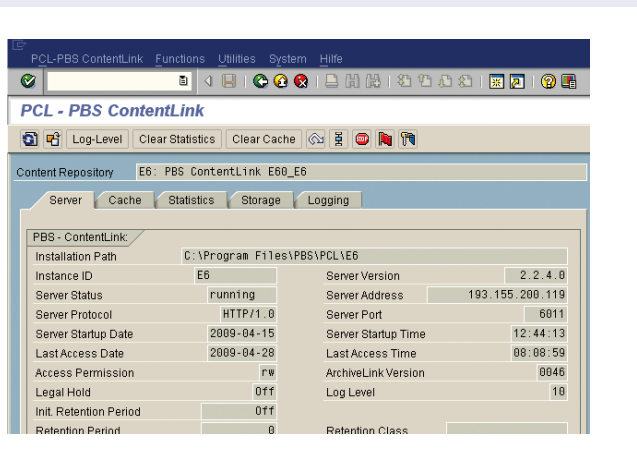 PCL-PBS ContentLink Functions Utilities System Hilfe
PCL - PBS ContentLink
Log-Level Clear Statistics Clear Cache
Content Repository E6: PBS ContentLink E60_E6
Server Cache Statistics Storage Logging
PBS - ContentLink:
Installation Path C:\Program Files\PBS\PCL\E6
Instance ID E6 Server Version 2.2.4.0
Server Status running Server Address 193.155.200.119
Server Protocol HTTP/1.0 Server Port 6011
Server Startup Date 2009-04-15 Server Startup Time 12:44:13
Last Access Date 2009-04-28 Last Access Time 08:08:59
Access Permission rw ArchiveLink Version 0046
Legal Hold Off Log Level 10
Init. Retention Period Off
Retention Period 0 Retention Class